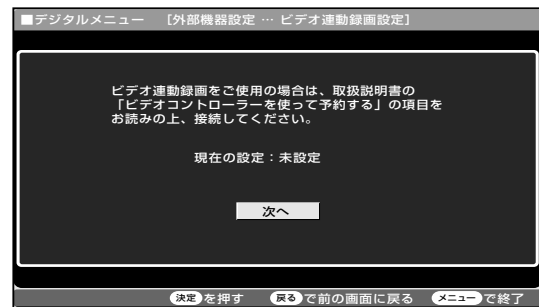 ■デジタルメニュー [外部機器設定 … ビデオ連動録画設定]
ビデオ連動録画をご使用の場合は、取扱説明書の
「ビデオコントローラーを使って予約する」の項目を
お読みの上、接続してください。
現在の設定：未設定
次へ
決定を押す 戻るで前の画面に戻る メニューで終了